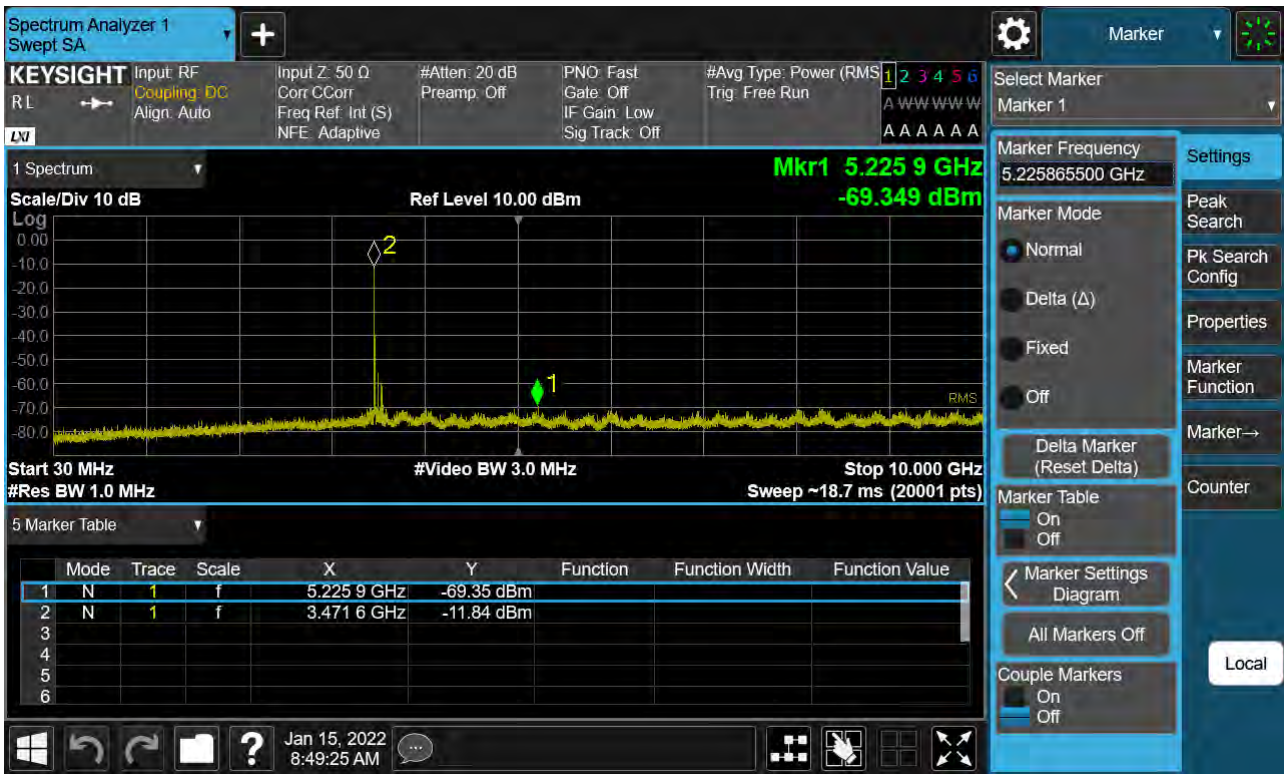 Spectrum Analyzer 1
Swept SA
Marker
KEYSIGHT
RL
LXI
Input: RF
Coupling: DC
Align: Auto
Input Z: 50 Ω
Corr CCorr
Freq Ref: Int (S)
NFE: Adaptive
#Atten: 20 dB
Preamp: Off
PNO: Fast
Gate: Off
IF Gain: Low
Sig Track: Off
#Avg Type: Power (RMS
Trig: Free Run
1 2 3 4 5 6
A W W W W W
A A A A A A
1 Spectrum
Mkr1 5.225 9 GHz
-69.349 dBm
Scale/Div 10 dB
Ref Level 10.00 dBm
Log
0.00
-10.0
-20.0
-30.0
-40.0
-50.0
-60.0
-70.0
-80.0
2
1
RMS
Start 30 MHz
#Video BW 3.0 MHz
Stop 10.000 GHz
#Res BW 1.0 MHz
Sweep ~18.7 ms (20001 pts)
5 Marker Table
Mode Trace Scale X Y Function Function Width Function Value
1 N 1 f 5.225 9 GHz -69.35 dBm
2 N 1 f 3.471 6 GHz -11.84 dBm
3
4
5
6
Select Marker
Marker 1
Marker Frequency
5.225865500 GHz
Marker Mode
Normal
Delta (Δ)
Fixed
Off
Delta Marker
(Reset Delta)
Marker Table
On
Off
Marker Settings
Diagram
All Markers Off
Couple Markers
On
Off
Settings
Peak
Search
Pk Search
Config
Properties
Marker
Function
Marker→
Counter
Local
?
Jan 15, 2022
8:49:25 AM